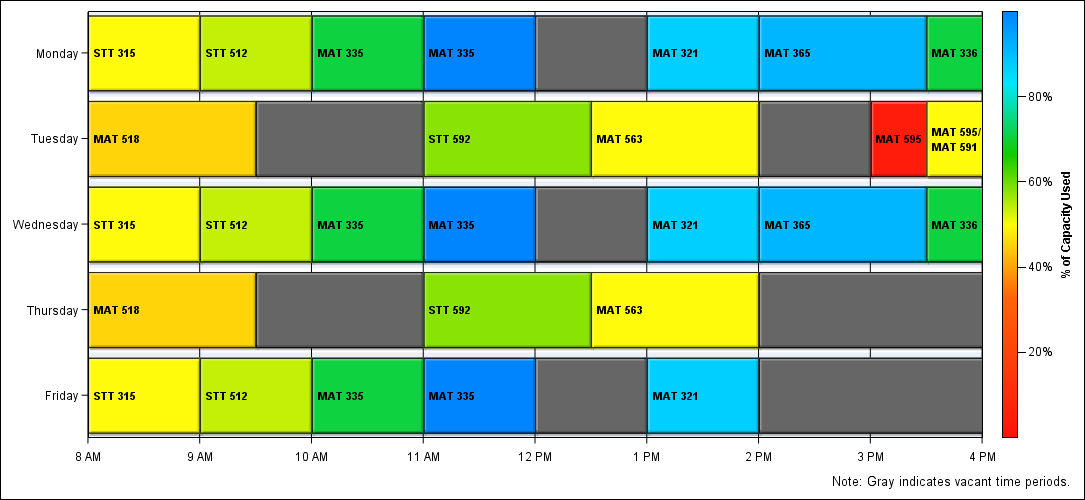 Monday
STT 315
STT 512
MAT 335
MAT 335
MAT 321
MAT 365
MAT 336
80%
Tuesday
MAT 518
STT 592
MAT 563
MAT 595
MAT 595/
MAT 591
60%
Wednesday
STT 315
STT 512
MAT 335
MAT 335
MAT 321
MAT 365
MAT 336
% of Capacity Used
40%
Thursday
MAT 518
STT 592
MAT 563
20%
Friday
STT 315
STT 512
MAT 335
MAT 335
MAT 321
8 AM
9 AM
10 AM
11 AM
12 PM
1 PM
2 PM
3 PM
4 PM
Note: Gray indicates vacant time periods.